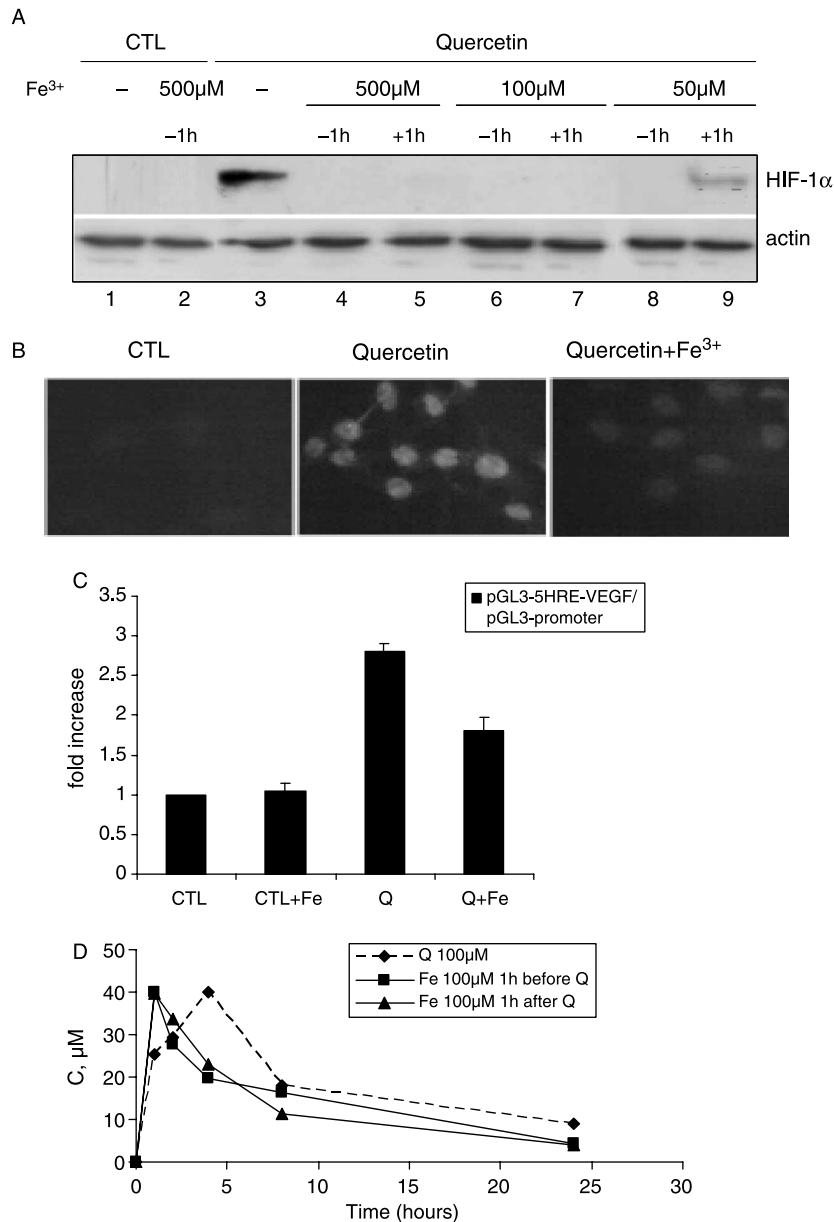 A
CTL Quercetin
Fe³⁺ – 500µM – 500µM 100µM 50µM
–1h –1h +1h –1h +1h –1h +1h
HIF-1α
actin
1 2 3 4 5 6 7 8 9
B
CTL Quercetin Quercetin+Fe³⁺
C
pGL3-5HRE-VEGF/
pGL3-promoter
fold increase
3.5
3
2.5
2
1.5
1
0.5
0
CTL CTL+Fe Q Q+Fe
D
Q 100µM
Fe 100µM 1h before Q
Fe 100µM 1h after Q
C, µM
50
40
30
20
10
0
0 5 10 15 20 25 30
Time (hours)